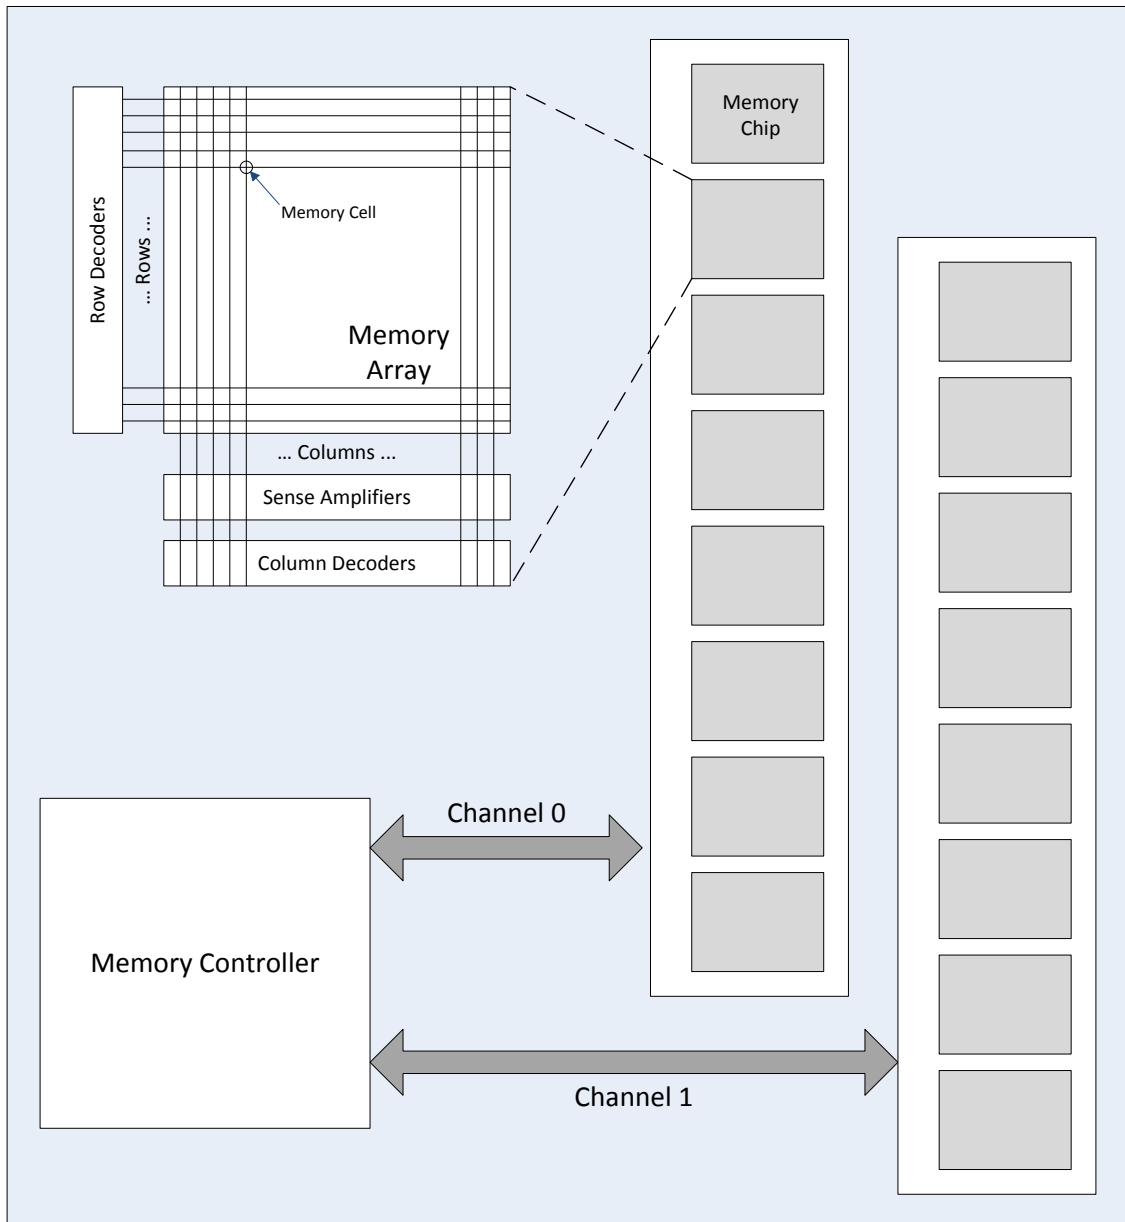 Memory
Chip
Row Decoders
... Rows ...
Memory Cell
Memory
Array
... Columns ...
Sense Amplifiers
Column Decoders
Channel 0
Memory Controller
Channel 1